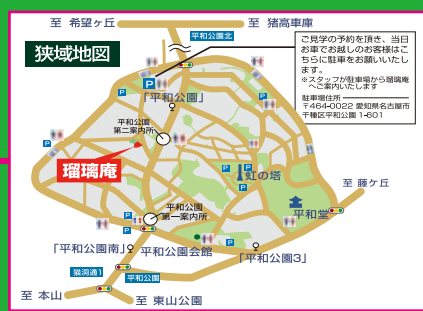 至 希望ヶ丘
至 猪高車庫
狭域地図
平和公園北
ご見学の予約を頂き、当日
お車でお越しのお客様はこ
ちらに駐車をお願いいたし
ます。
※スタッフが駐車場から瑠璃庵
へご案内いたします
駐車場住所
〒464-0022 愛知県名古屋市
千種区平和公園 1-601
P
P
「平和公園」
P
平和公園
第二案内所
P
P
瑠璃庵
P
P
虹の塔
P
至 藤ケ丘
平和堂
平和公園
第一案内所
P
P
P
P
「平和公園南」
平和公園会館
「平和公園3」
猫洞通1
平和公園
至 本山
至 東山公園